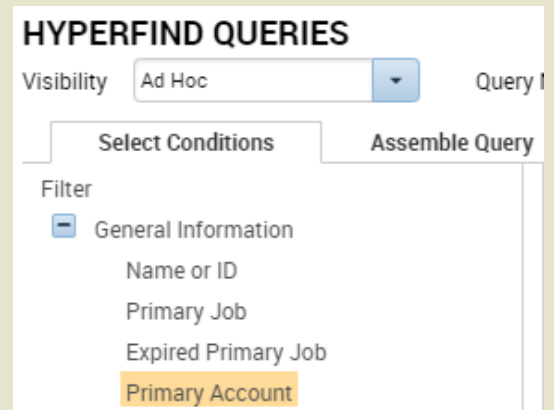 HYPERFIND QUERIES
Visibility Ad Hoc Query
Select Conditions Assemble Query
Filter
General Information
Name or ID
Primary Job
Expired Primary Job
Primary Account